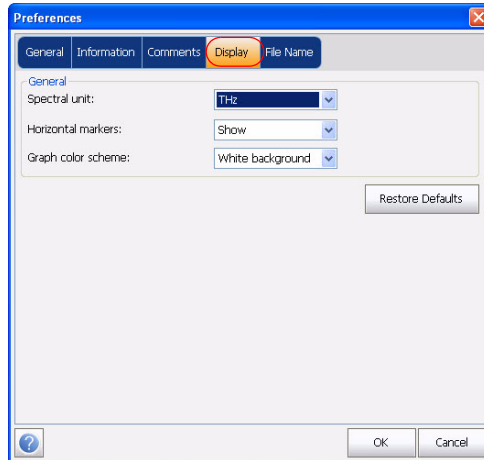 Preferences
General Information Comments Display File Name
General
Spectral unit: THz
Horizontal markers: Show
Graph color scheme: White background
Restore Defaults
? OK Cancel